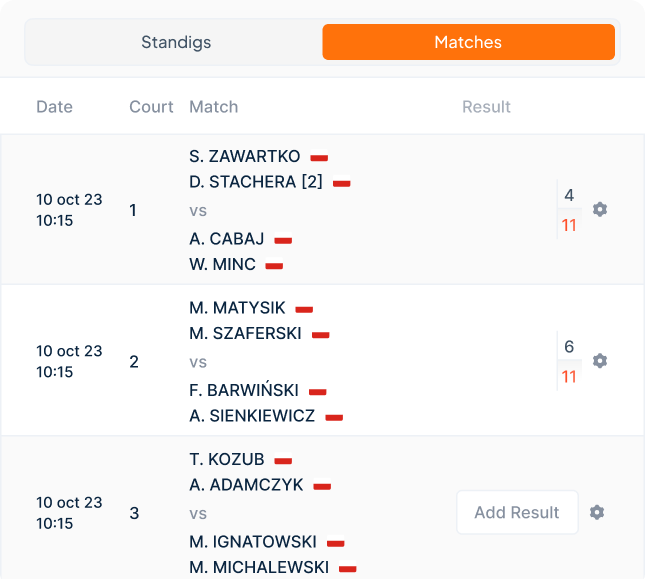 Standigs
Matches
Date Court Match Result
S. ZAWARTKO
D. STACHERA [2]
vs
A. CABAJ
W. MINC
10 oct 23
10:15
1
4
11
M. MATYSIK
M. SZAFERSKI
vs
F. BARWIŃSKI
A. SIENKIEWICZ
10 oct 23
10:15
2
6
11
T. KOZUB
A. ADAMCZYK
vs
M. IGNATOWSKI
M. MICHALEWSKI
10 oct 23
10:15
3
Add Result